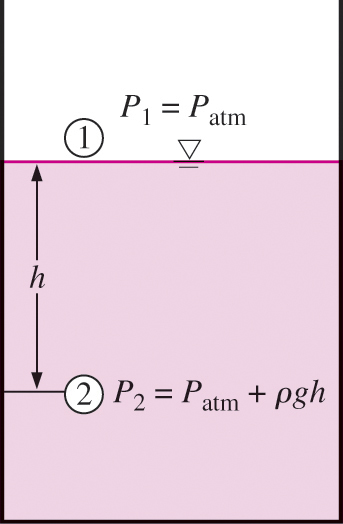 P₁ = Pₐₜₘ
1
h
2 P₂ = Pₐₜₘ + ρgh